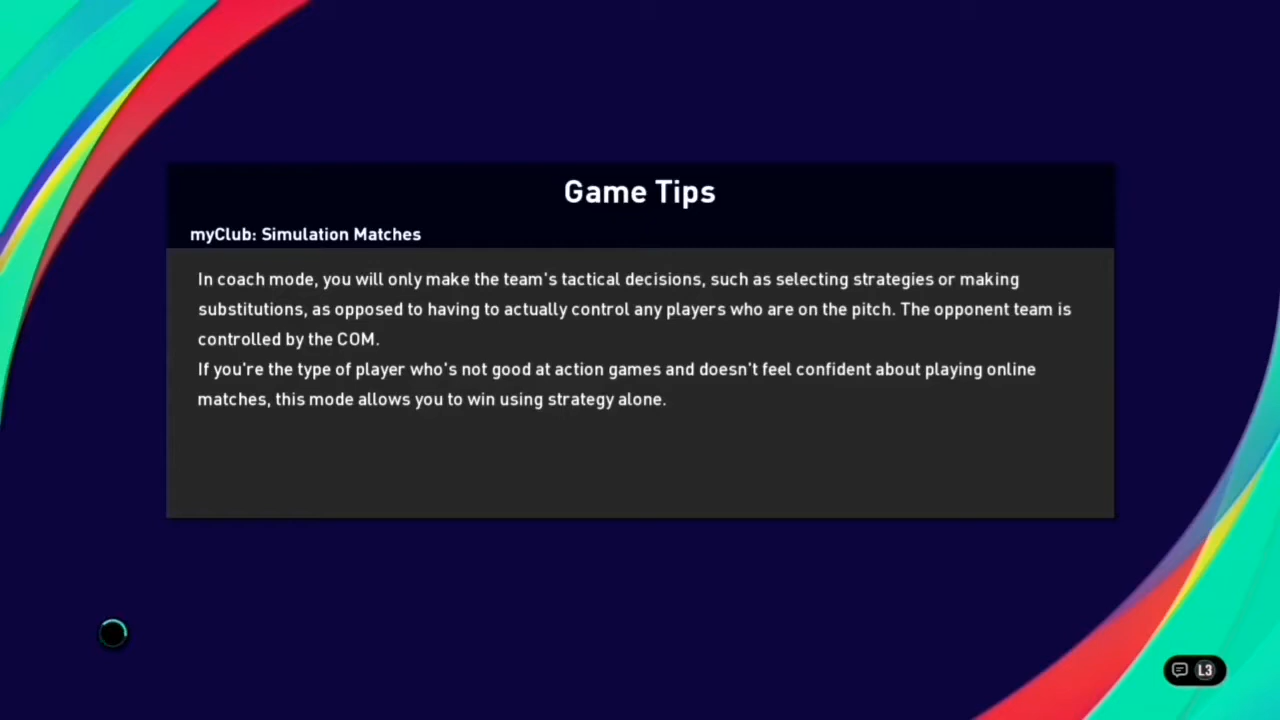 Game Tips
myClub: Simulation Matches
In coach mode, you will only make the team's tactical decisions, such as selecting strategies or making
substitutions, as opposed to having to actually control any players who are on the pitch. The opponent team is
controlled by the COM.
If you're the type of player who's not good at action games and doesn't feel confident about playing online
matches, this mode allows you to win using strategy alone.
L3